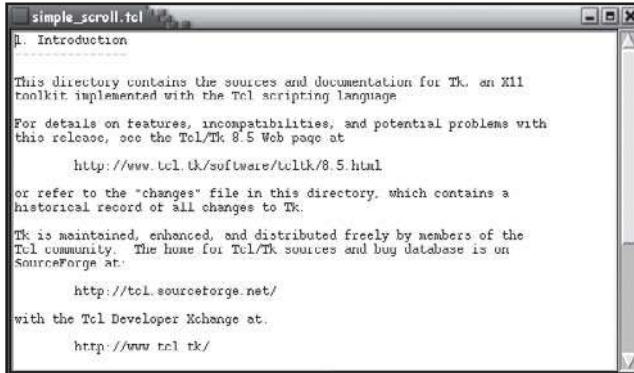 simple_scroll.tcl
1. Introduction
---------------
This directory contains the sources and documentation for Tk, an X11
toolkit implemented with the Tcl scripting language
For details on features, incompatibilities, and potential problems with
this release, see the Tcl/Tk 8.5 Web page at
http://www.tcl.tk/software/tcltk/8.5.html
or refer to the "changes" file in this directory, which contains a
historical record of all changes to Tk.
Tk is maintained, enhanced, and distributed freely by members of the
Tcl community. The home for Tcl/Tk sources and bug database is on
SourceForge at:
http://tcl.sourceforge.net/
with the Tcl Developer Xchange at.
http://www.tcl.tk/